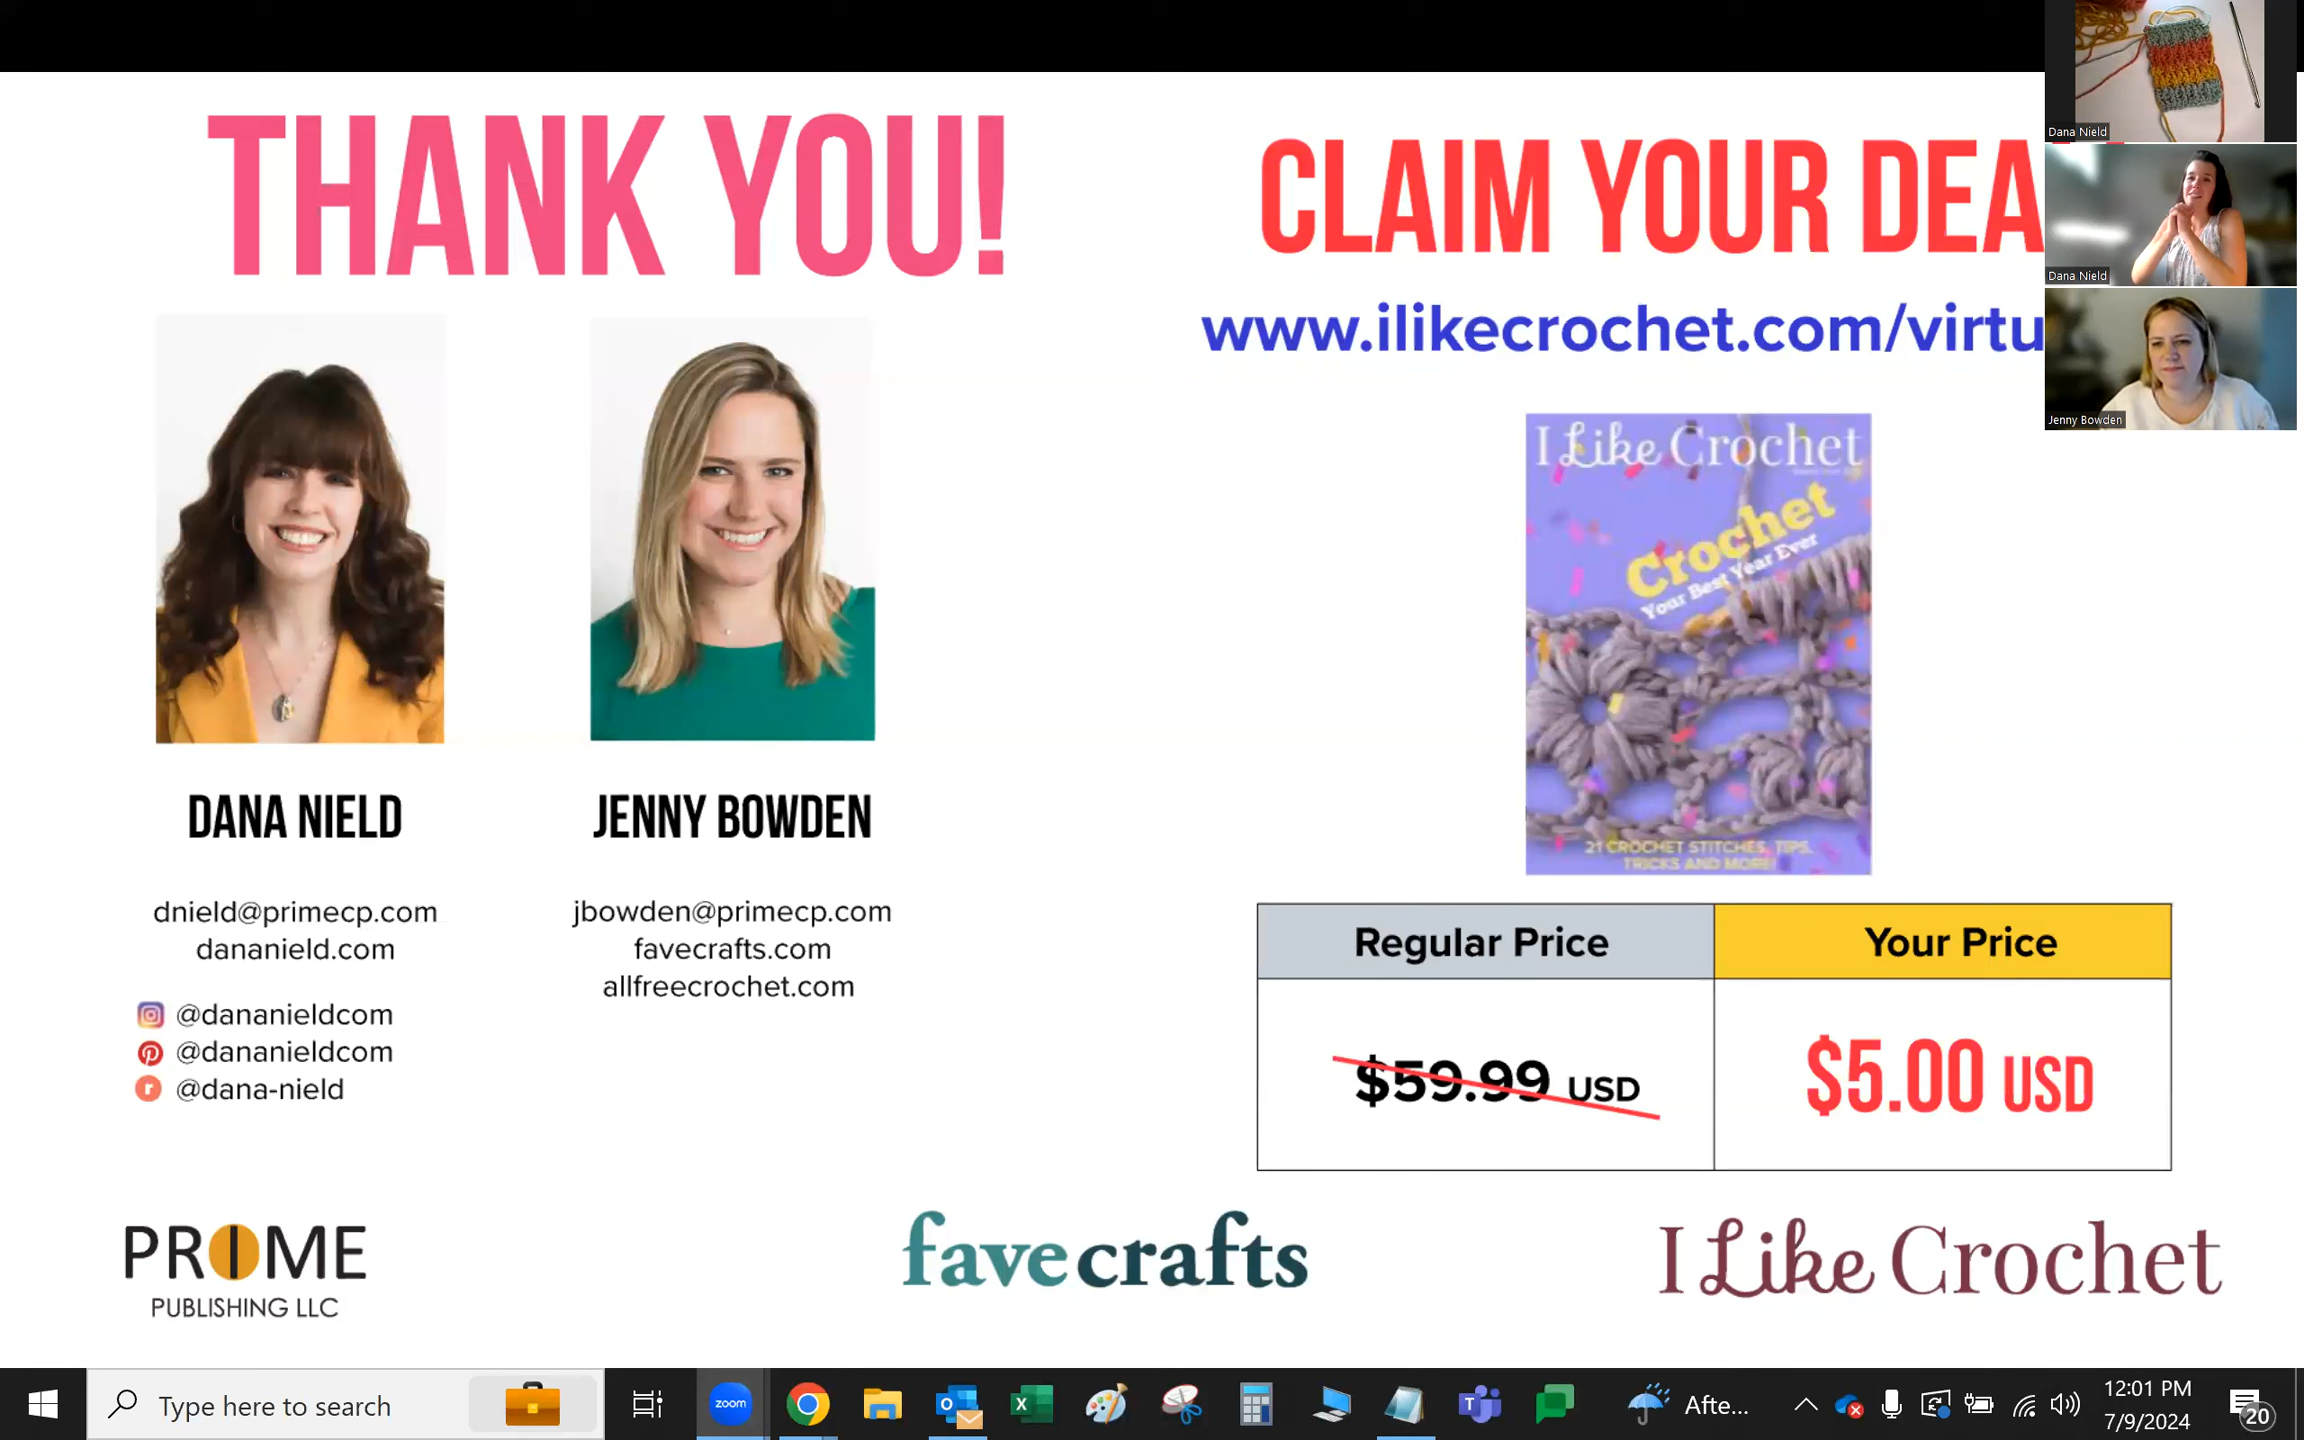 THANK YOU!
DANA NIELD
dnield@primecp.com
dananield.com
@dananieldcom
@dananieldcom
@dana-nield
JENNY BOWDEN
jbowden@primecp.com
favecrafts.com
allfreecrochet.com
CLAIM YOUR DEA
www.ilikecrochet.com/virtu
I Like Crochet
Crochet
Your Best Year Ever
21 CROCHET STITCHES, TIPS,
TRICKS AND MORE!
Regular Price
Your Price
$59.99 USD
$5.00 USD
PRIME
PUBLISHING LLC
favecrafts
I Like Crochet
Dana Nield
Dana Nield
Jenny Bowden
Type here to search
zoom
Afte...
12:01 PM
7/9/2024
20